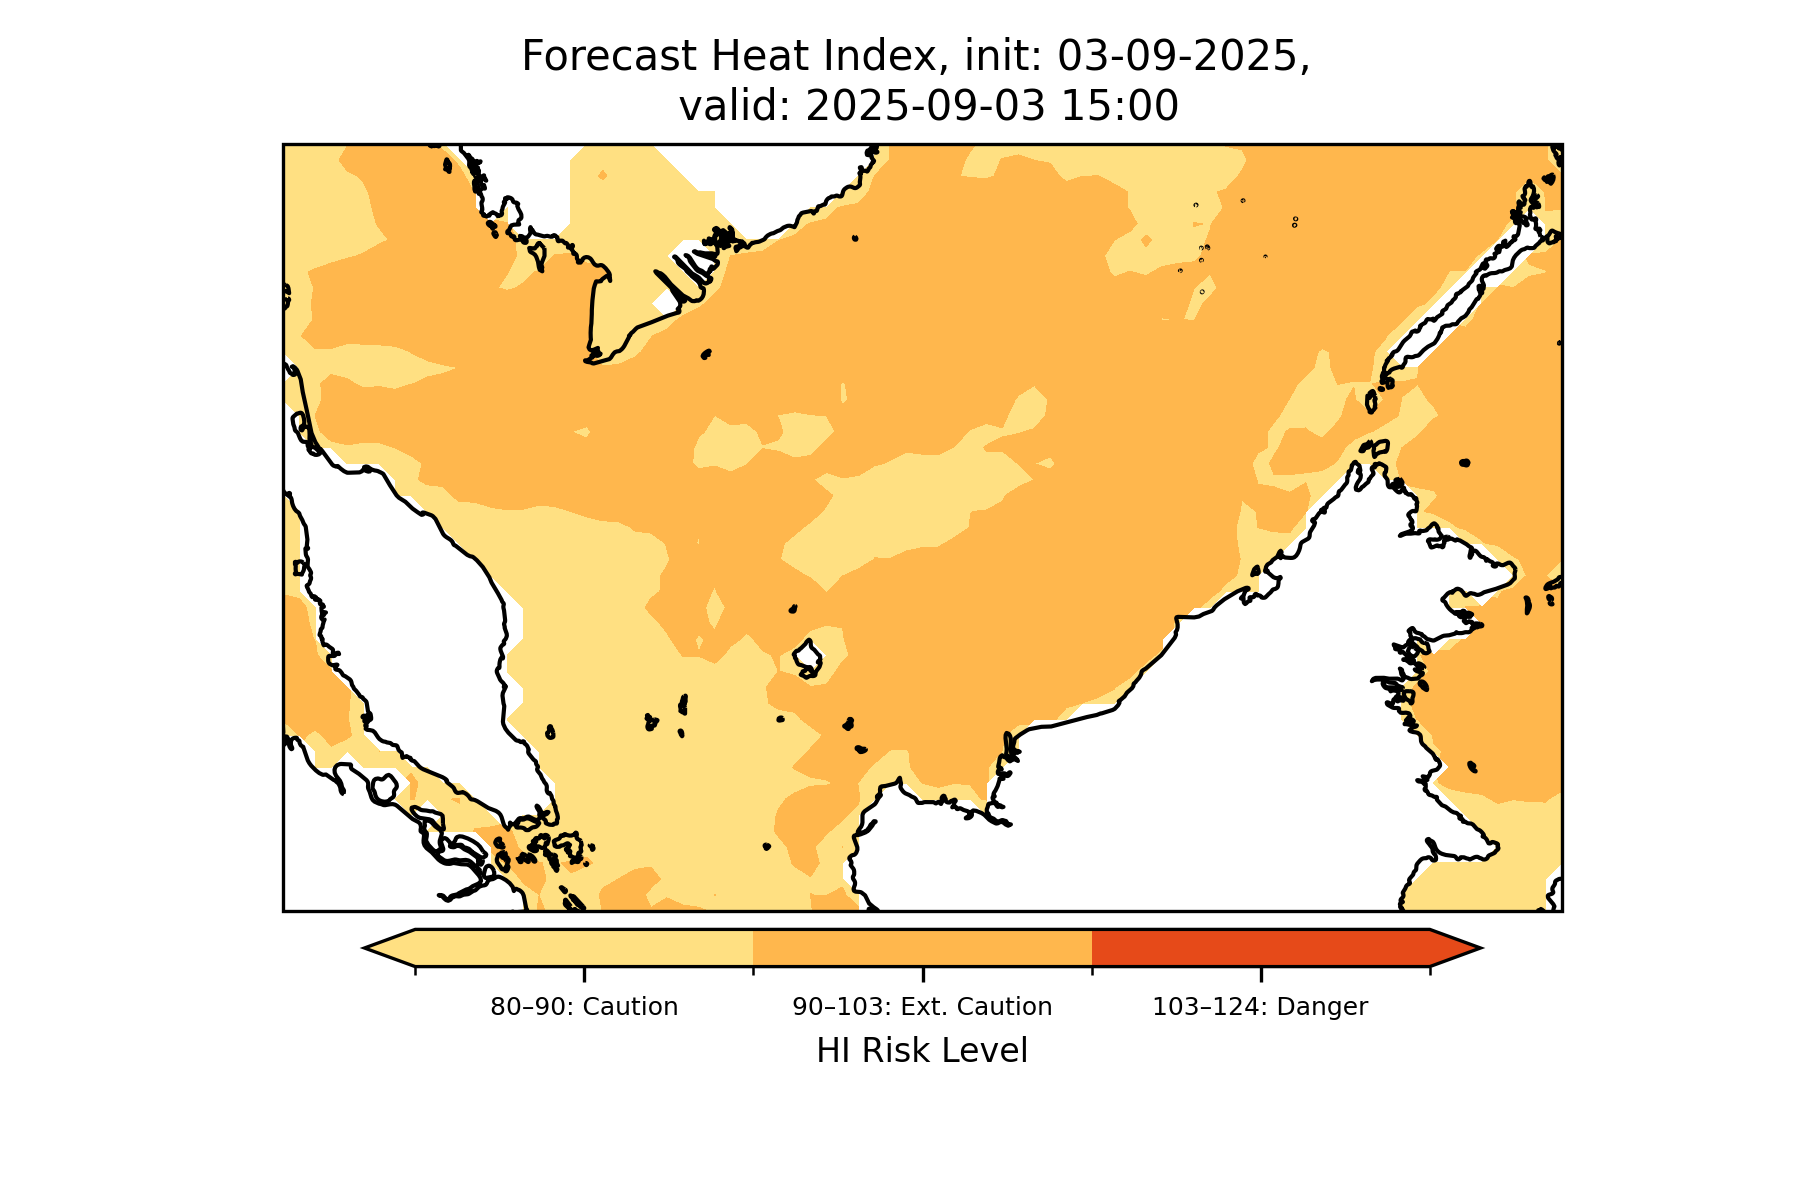 Forecast Heat Index, init: 03-09-2025,
valid: 2025-09-03 15:00
80–90: Caution
90–103: Ext. Caution
103–124: Danger
HI Risk Level